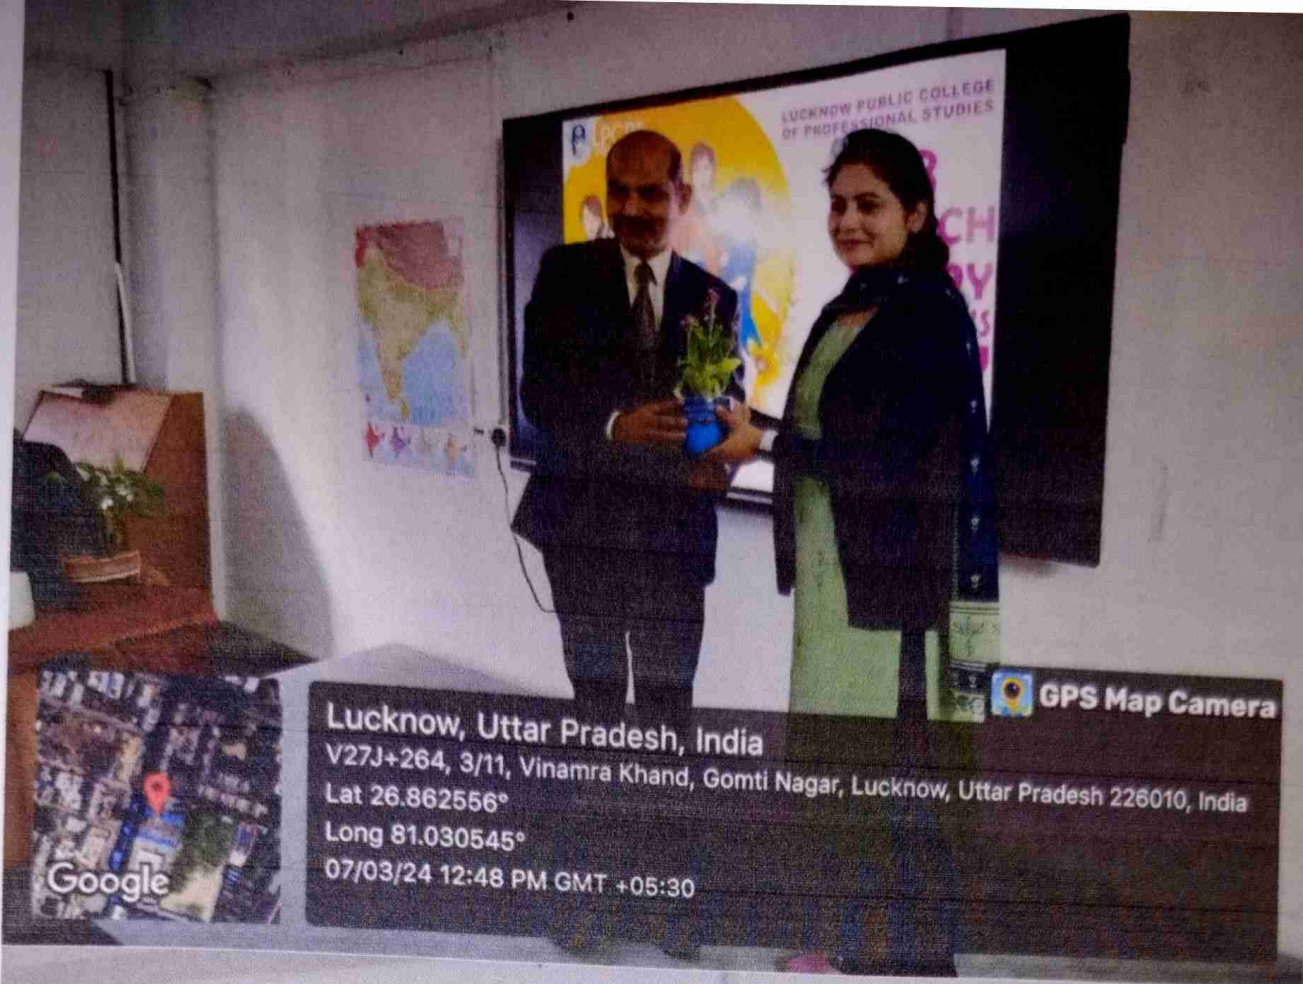 LPCPS
LUCKNOW PUBLIC COLLEGE
OF PROFESSIONAL STUDIES
GPS Map Camera
Lucknow, Uttar Pradesh, India
V27J+264, 3/11, Vinamra Khand, Gomti Nagar, Lucknow, Uttar Pradesh 226010, India
Lat 26.862556°
Long 81.030545°
07/03/24 12:48 PM GMT +05:30
Google